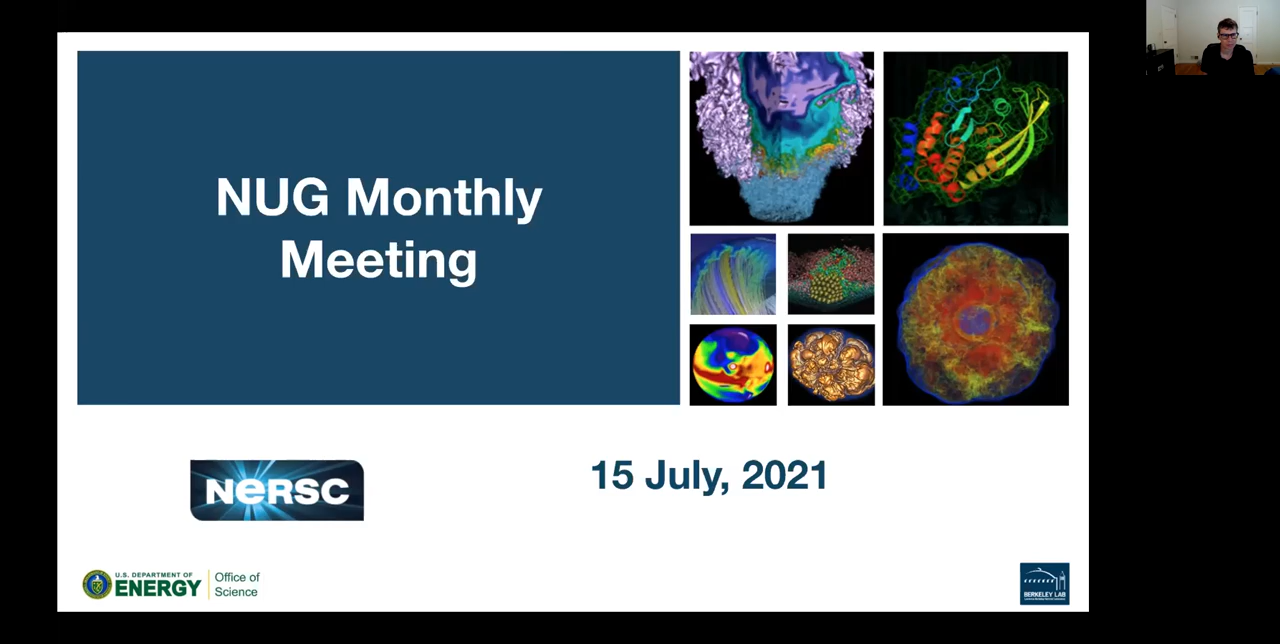 NUG Monthly
Meeting
NERSC
15 July, 2021
U.S. DEPARTMENT OF
ENERGY
Office of
Science
BERKELEY LAB